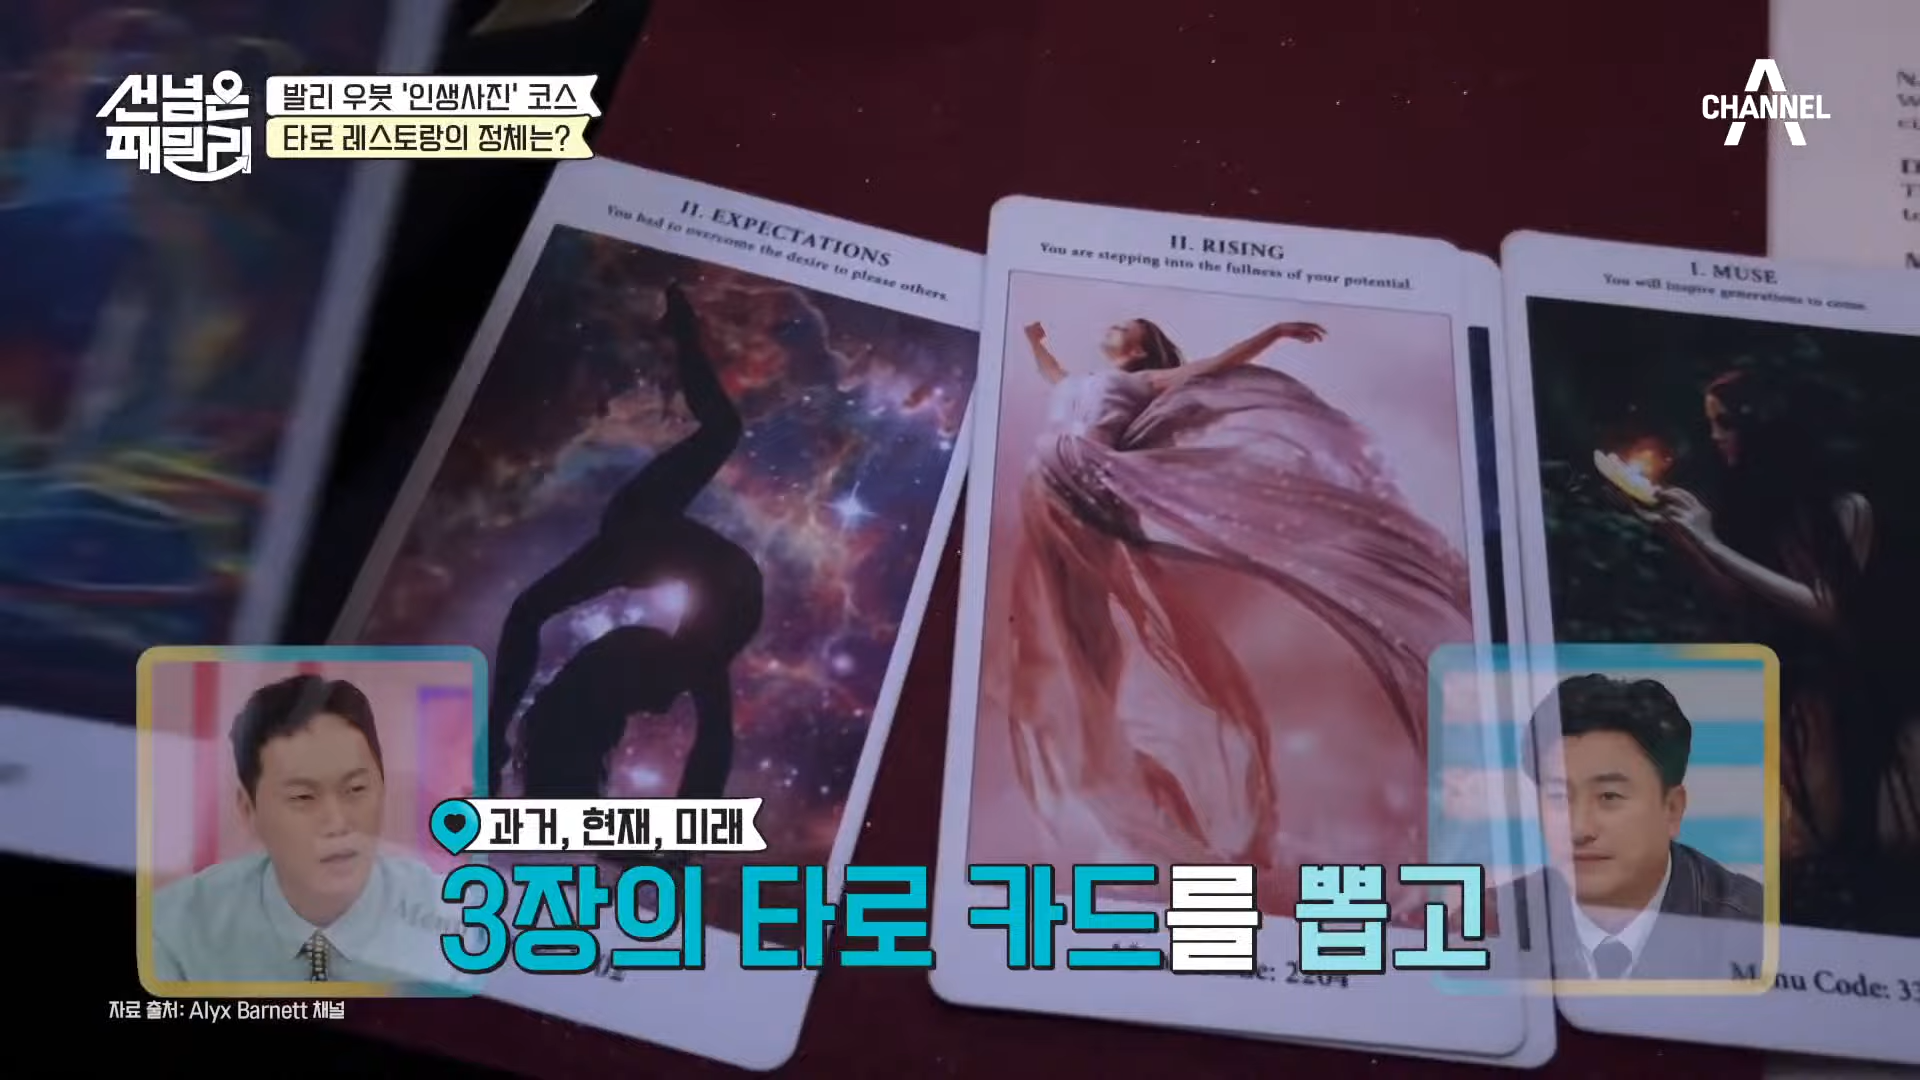 선넘은
패밀리
발리 우붓 '인생사진' 코스
타로 레스토랑의 정체는?
CHANNEL A
II. EXPECTATIONS
You had to overcome the desire to please others.
II. RISING
You are stepping into the fullness of your potential.
I. MUSE
You will inspire generations to come.
과거, 현재, 미래
3장의 타로 카드를 뽑고
2204
Menu Code: 33
자료 출처: Alyx Barnett 채널